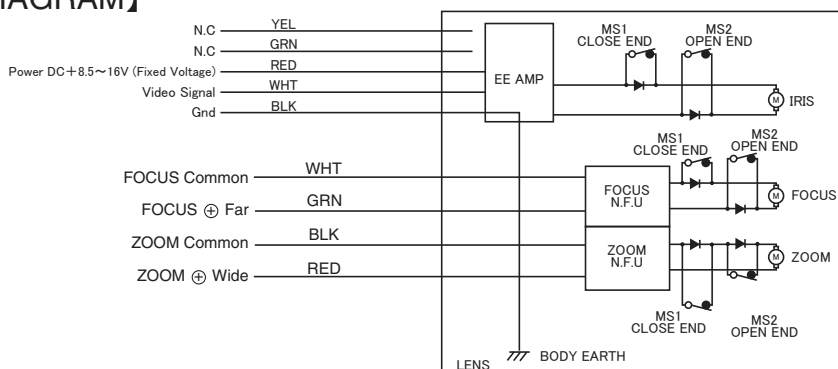 IAGRAM】
N.C YEL
N.C GRN
Power DC+8.5～16V (Fixed Voltage) RED
Video Signal WHT
Gnd BLK
EE AMP
MS1
CLOSE END
MS2
OPEN END
M IRIS
FOCUS Common WHT
FOCUS ⊕ Far GRN
ZOOM Common BLK
ZOOM ⊕ Wide RED
FOCUS
N.F.U
MS1
CLOSE END
MS2
OPEN END
M FOCUS
ZOOM
N.F.U
M ZOOM
MS1
CLOSE END
MS2
OPEN END
LENS
BODY EARTH